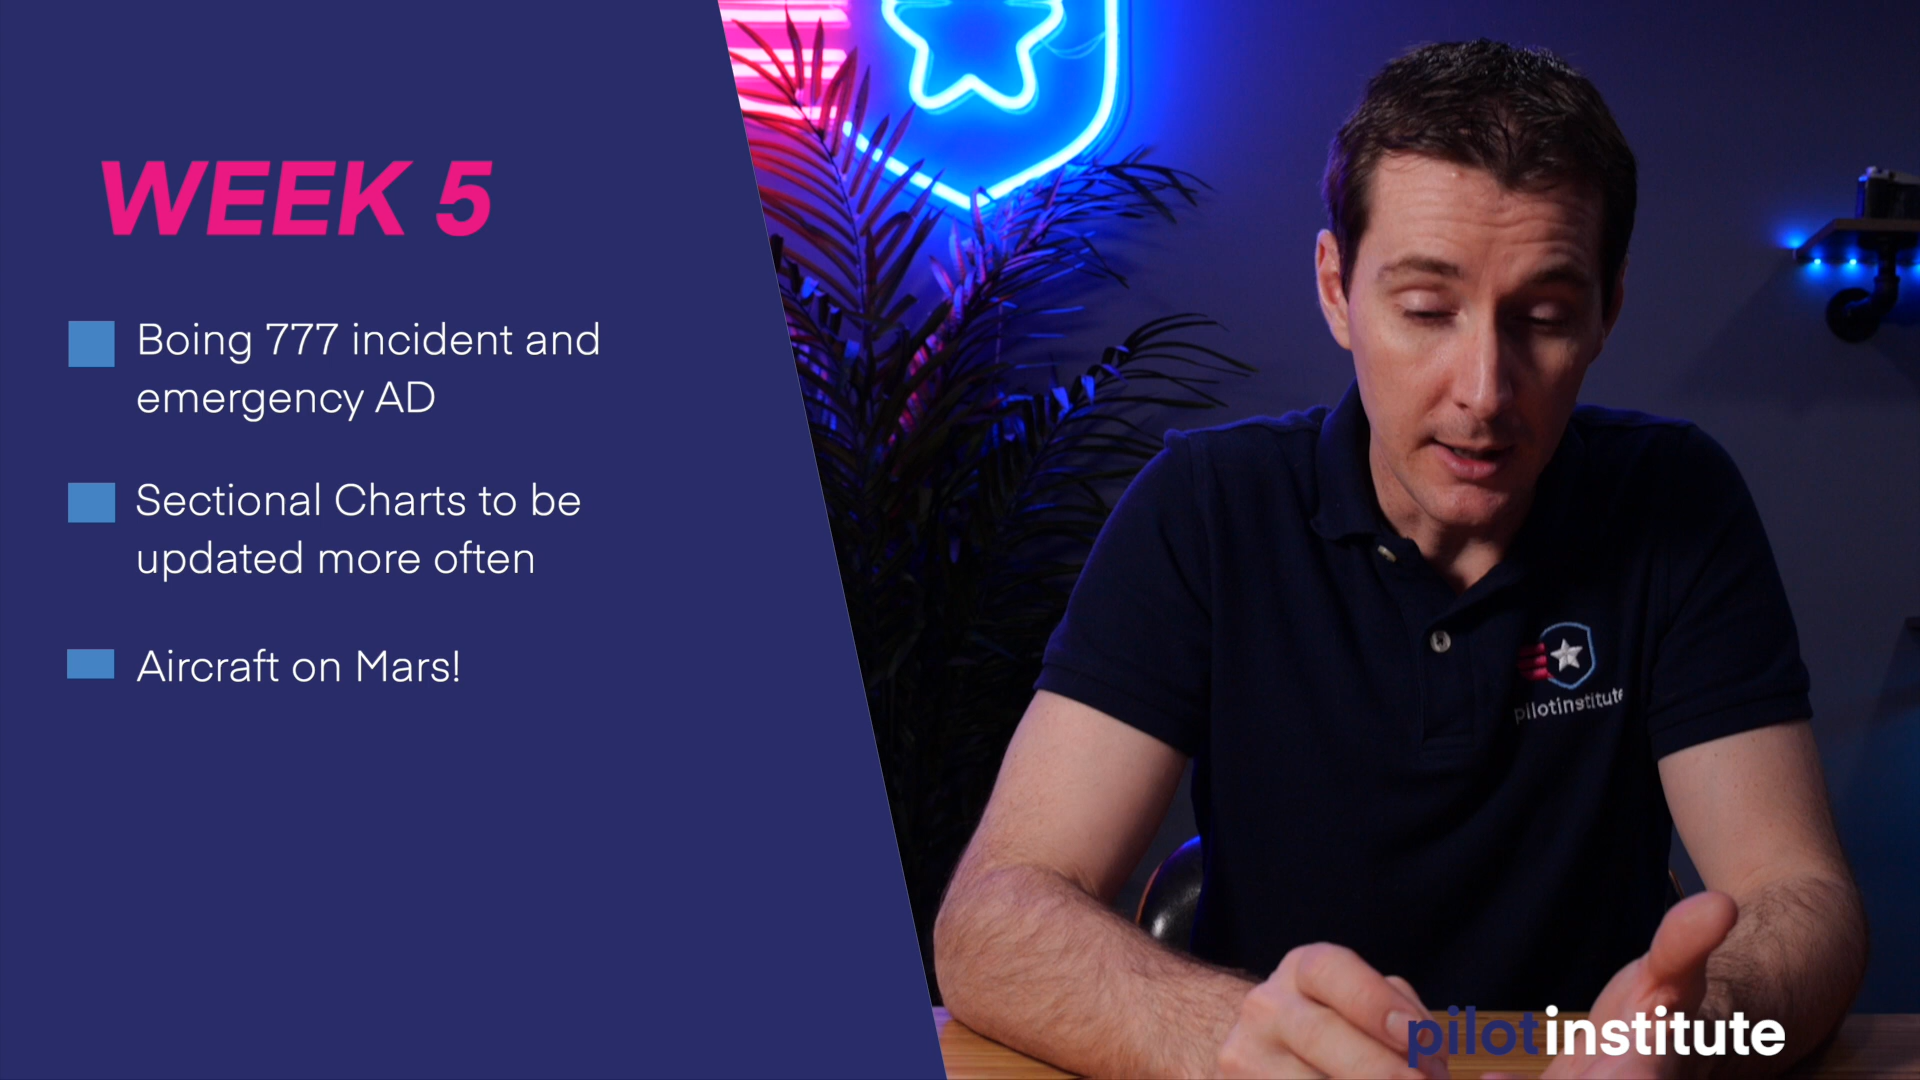 WEEK 5
Boing 777 incident and
emergency AD
Sectional Charts to be
updated more often
Aircraft on Mars!
pilotinstitute
pilotinstitute